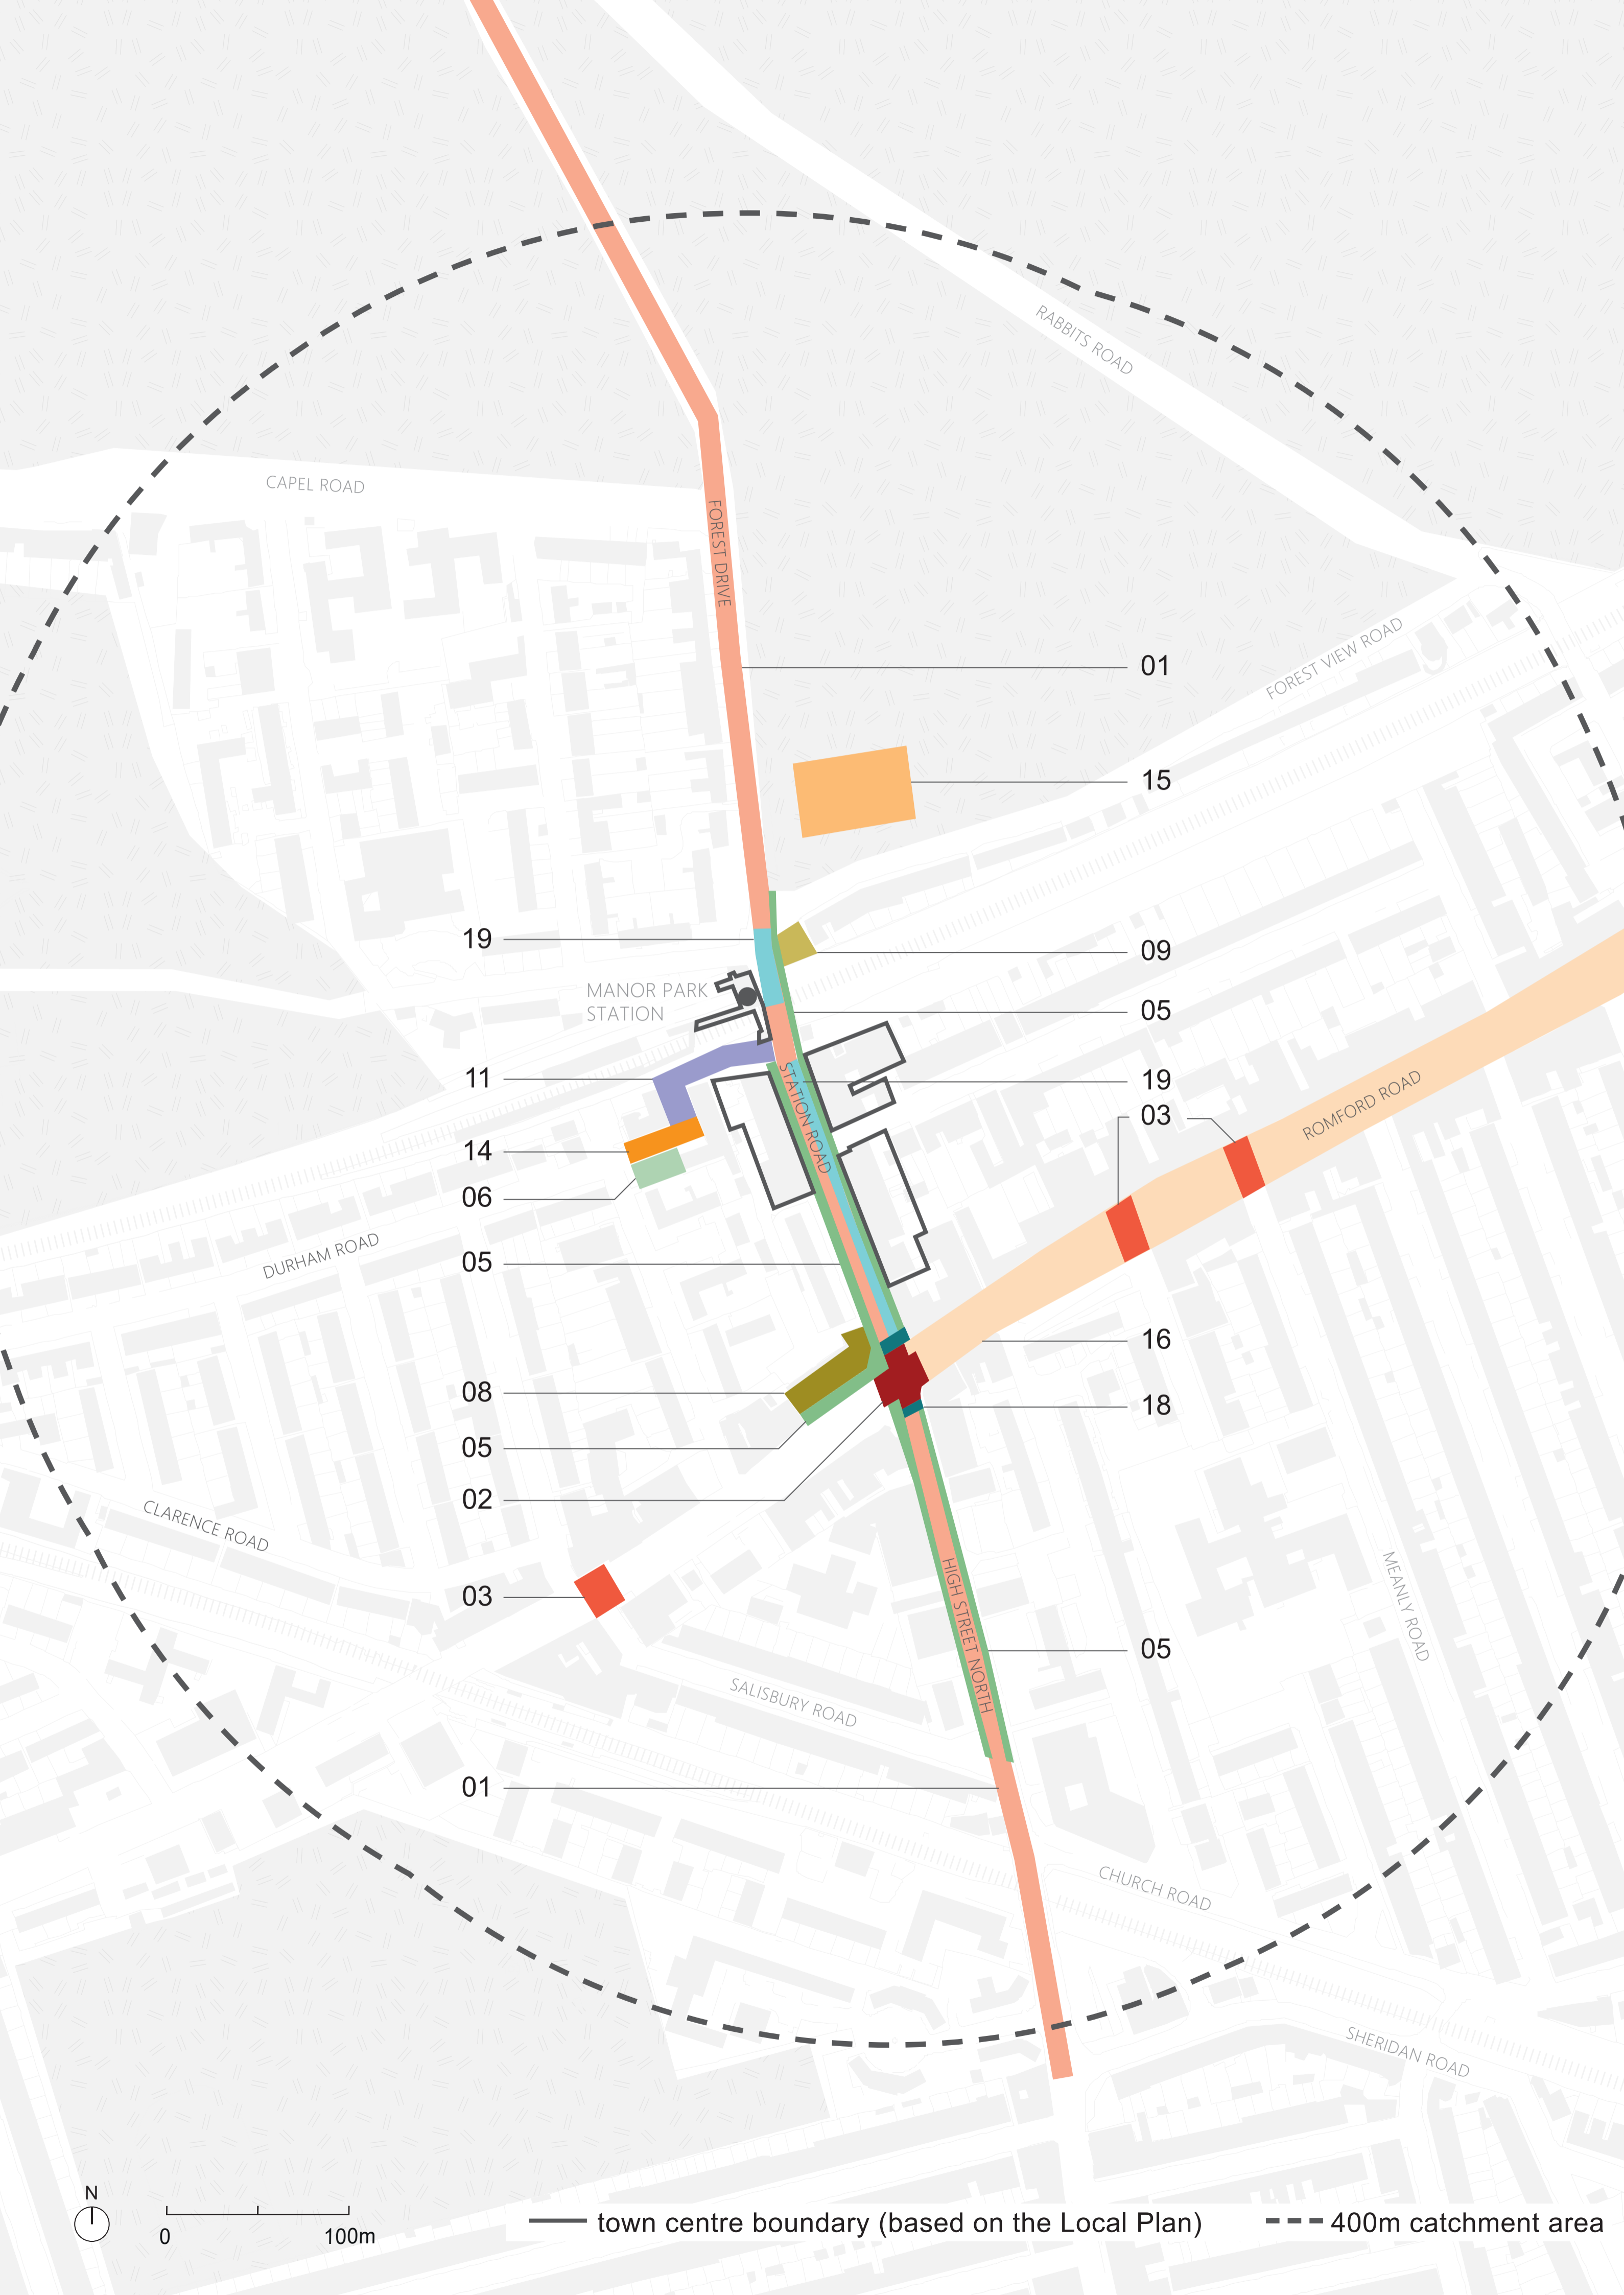 RABBITS ROAD
CAPEL ROAD
FOREST DRIVE
FOREST VIEW ROAD
01
15
19
09
MANOR PARK
STATION
05
11
19
STATION ROAD
03
ROMFORD ROAD
14
06
DURHAM ROAD
05
16
08
18
05
02
CLARENCE ROAD
03
HIGH STREET NORTH
MEANLY ROAD
05
SALISBURY ROAD
01
CHURCH ROAD
SHERIDAN ROAD
N
0 100m
town centre boundary (based on the Local Plan)
400m catchment area